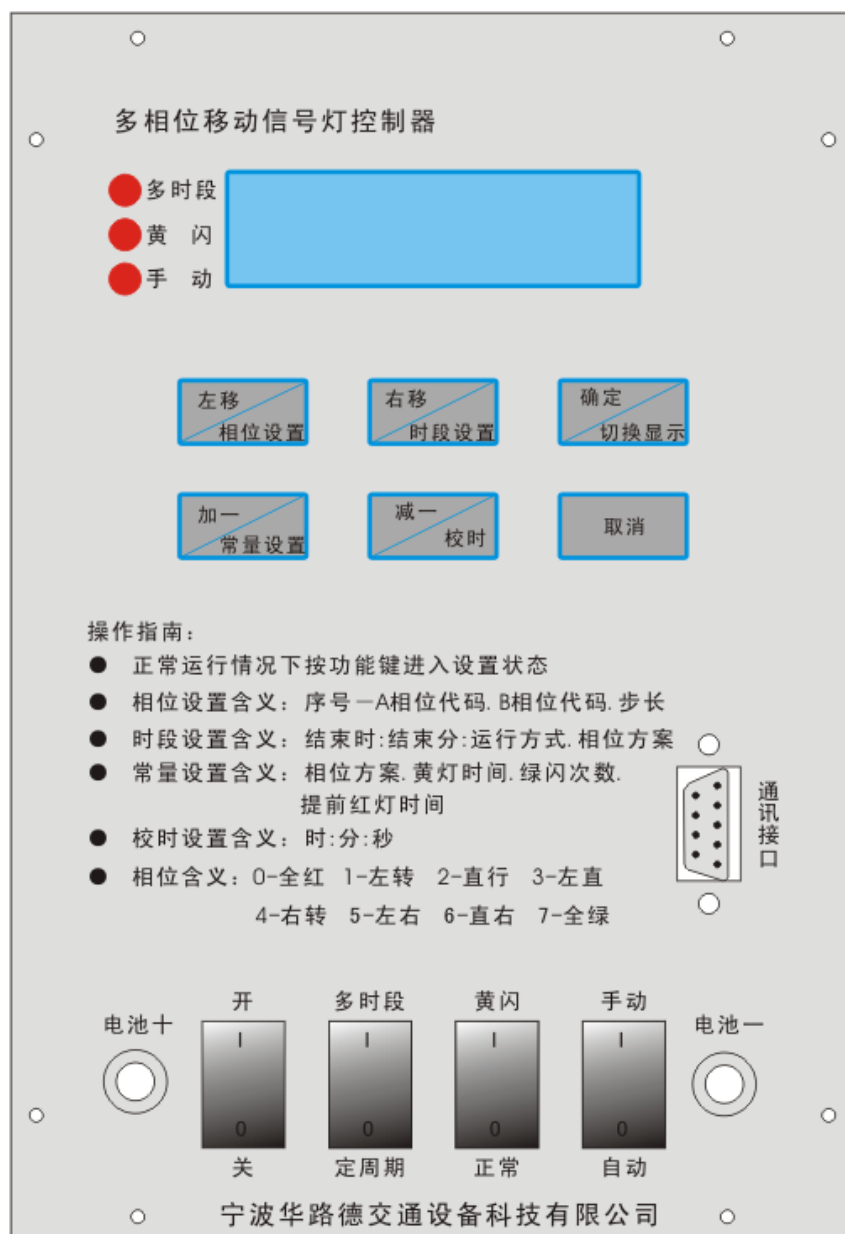 多相位移动信号灯控制器
多时段
黄 闪
手 动
左移
相位设置
右移
时段设置
确定
切换显示
加一
常量设置
减一
校时
取消
操作指南:
● 正常运行情况下按功能键进入设置状态
● 相位设置含义: 序号-A相位代码. B相位代码. 步长
● 时段设置含义: 结束时:结束分:运行方式. 相位方案
● 常量设置含义: 相位方案. 黄灯时间. 绿闪次数.
提前红灯时间
● 校时设置含义: 时:分:秒
● 相位含义: 0-全红 1-左转 2-直行 3-左直
4-右转 5-左右 6-直右 7-全绿
通讯接口
开 多时段 黄闪 手动
电池十 电池一
I I I I
0 0 0 0
关 定周期 正常 自动
宁波华路德交通设备科技有限公司